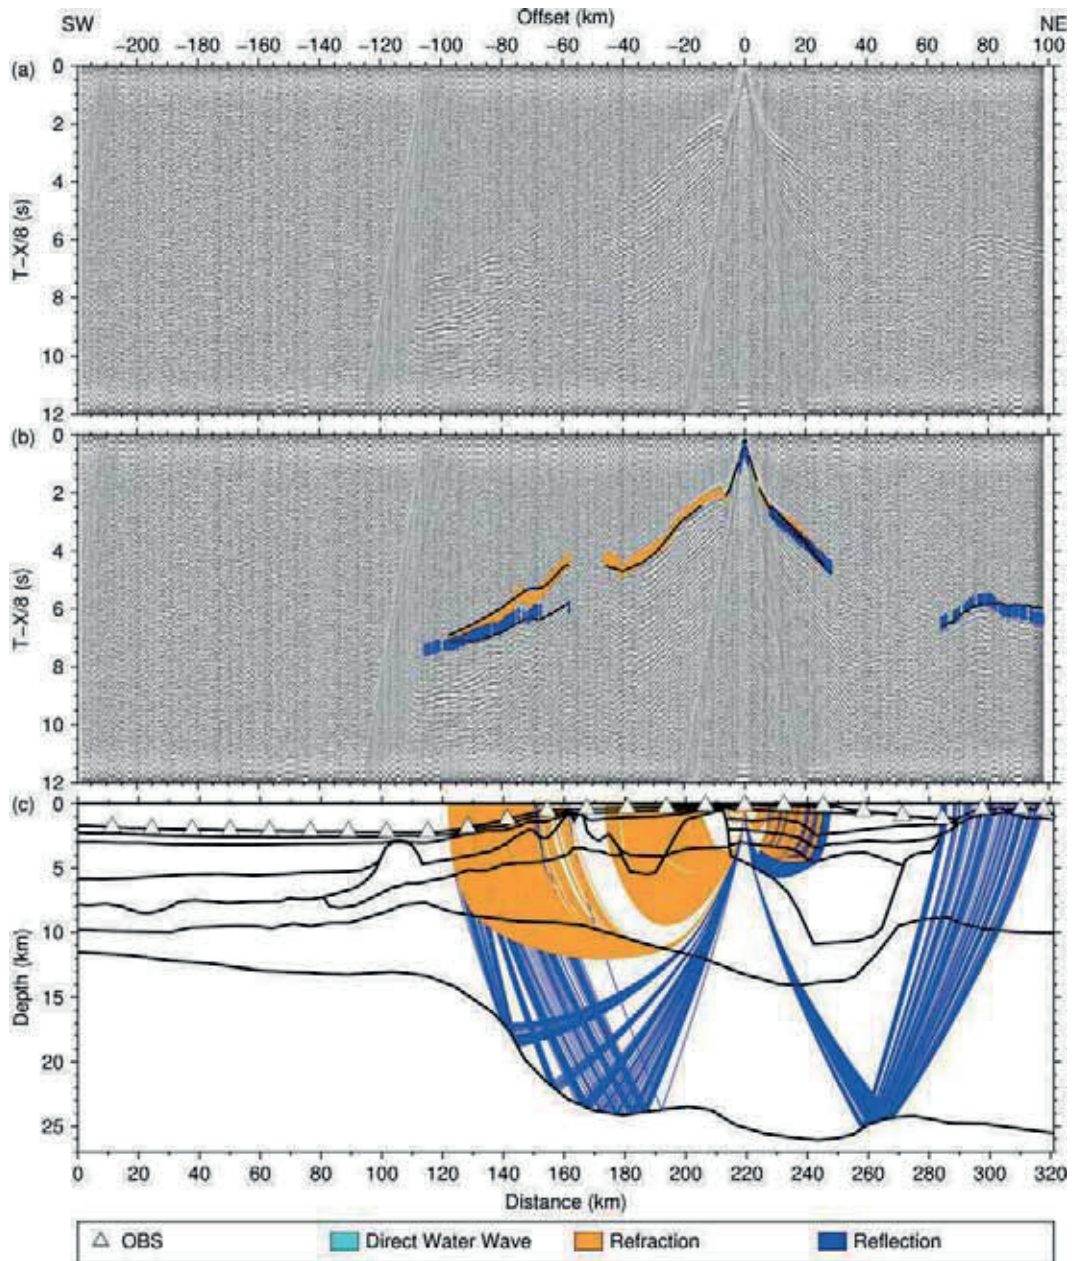 SW Offset (km) NE
−200 −180 −160 −140 −120 −100 −80 −60 −40 −20 0 20 40 60 80 100
(a)
0
2
4
6
8
10
12
T−X/8 (s)
(b)
0
2
4
6
8
10
12
T−X/8 (s)
(c)
0
5
10
15
20
25
Depth (km)
0 20 40 60 80 100 120 140 160 180 200 220 240 260 280 300 320
Distance (km)
OBS Direct Water Wave Refraction Reflection